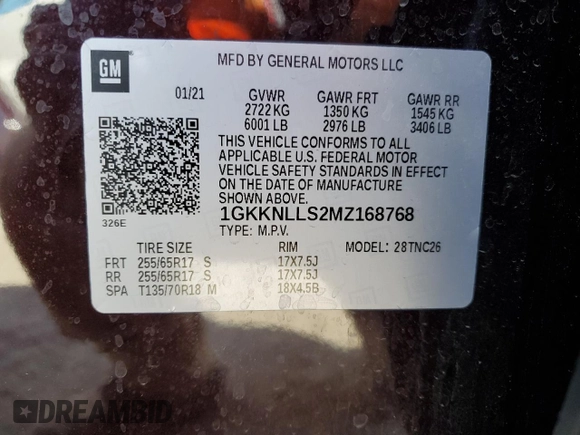 GM
MFD BY GENERAL MOTORS LLC
01/21 GVWR GAWR FRT GAWR RR
2722 KG 1350 KG 1545 KG
6001 LB 2976 LB 3406 LB
THIS VEHICLE CONFORMS TO ALL
APPLICABLE U.S. FEDERAL MOTOR
VEHICLE SAFETY STANDARDS IN EFFECT
ON THE DATE OF MANUFACTURE
SHOWN ABOVE.
326E
1GKKNLLS2MZ168768
TYPE: M.P.V.
TIRE SIZE RIM MODEL: 28TNC26
FRT 255/65R17 S 17X7.5J
RR 255/65R17 S 17X7.5J
SPA T135/70R18 M 18X4.5B
DREAMBID